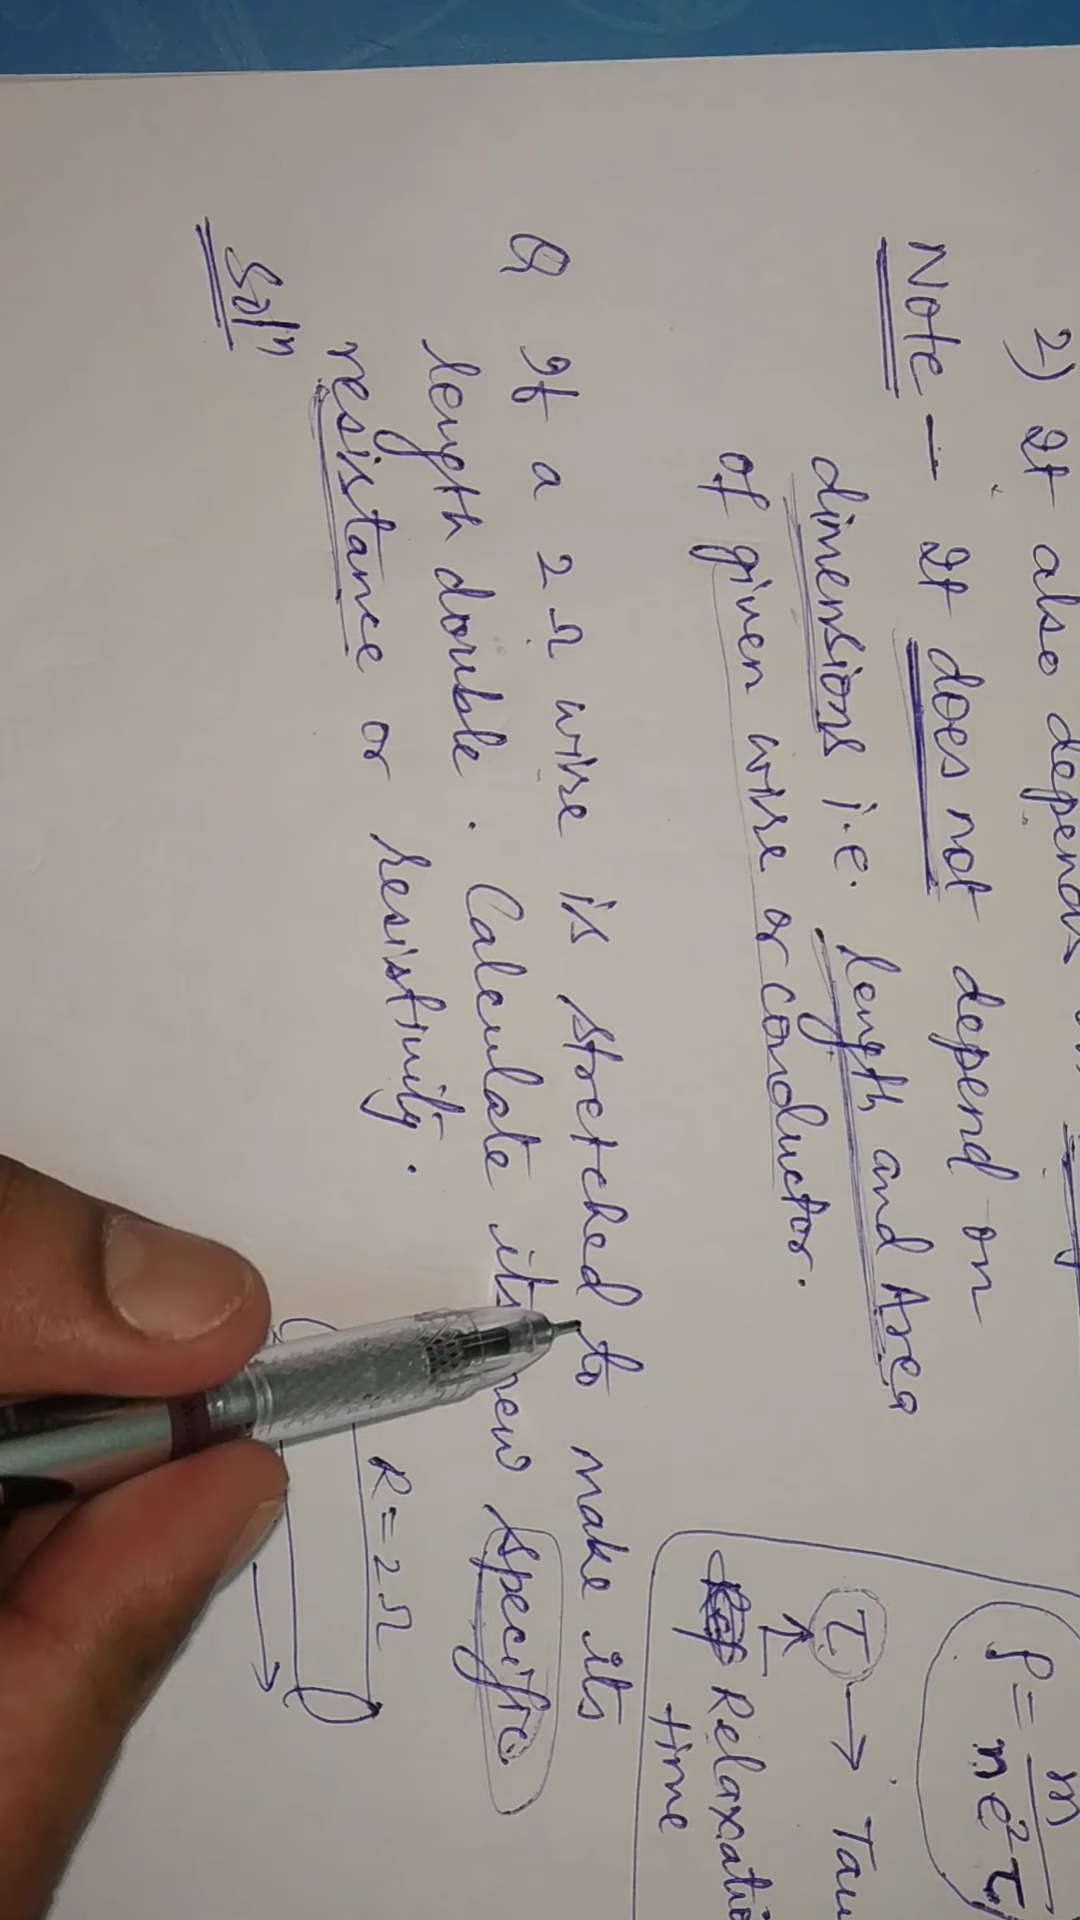 2) It also depends
Note – It does not depend on
dimensions i.e. length and Area
of given wire or conductor.
ρ = m
ne²τ
τ → Tau
Relaxation
time
Q If a 2 Ω wire is stretched to make its
length double. Calculate its new specific
resistance or resistivity.
Solⁿ
R = 2 Ω